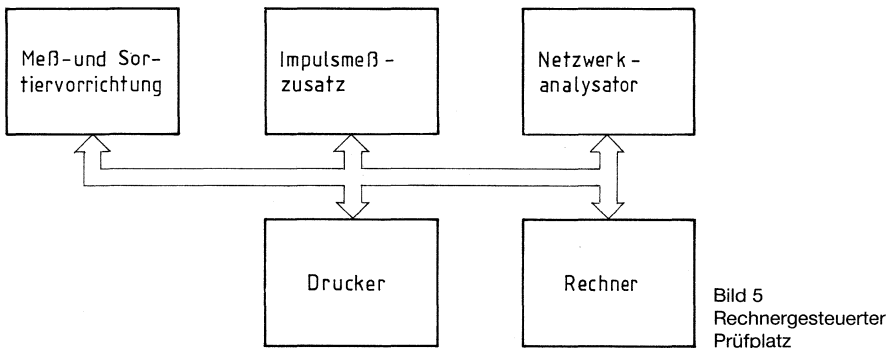 Meß-und Sor-
tiervorrichtung
Impulsmeß-
zusatz
Netzwerk-
analysator
Drucker
Rechner
Bild 5
Rechnergesteuerter
Prüfplatz